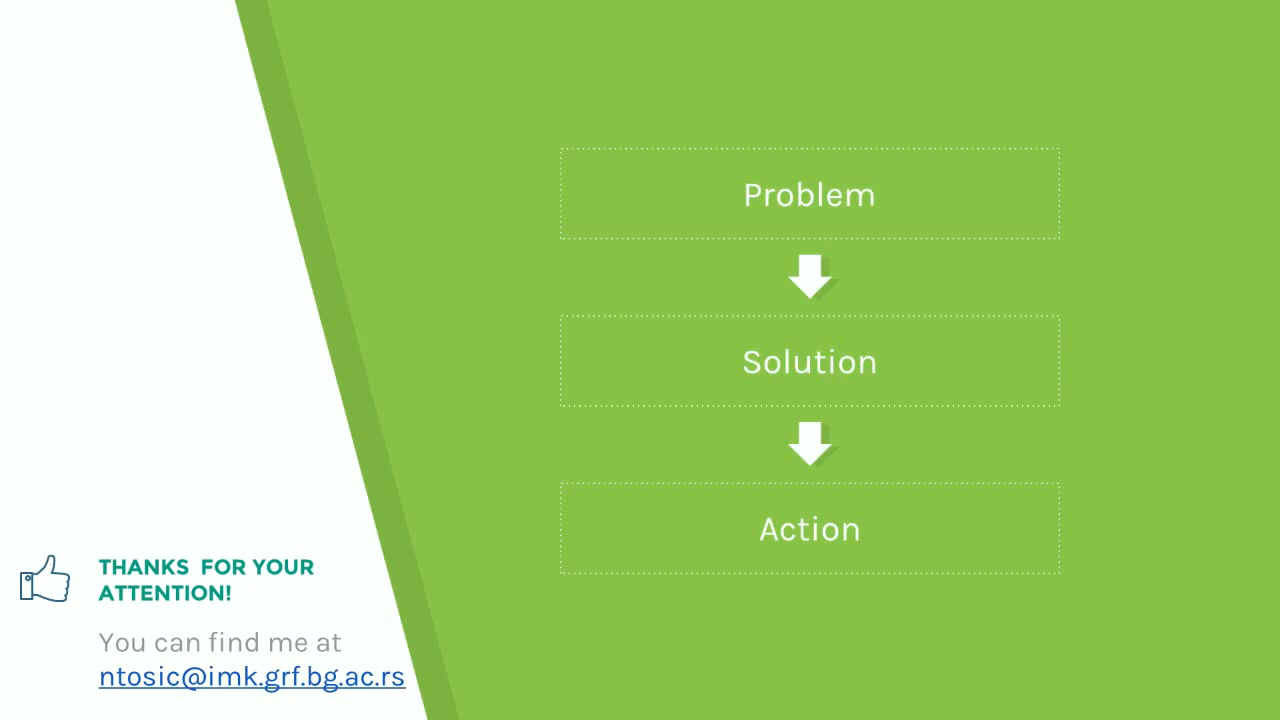 Problem
Solution
Action
THANKS  FOR YOUR
ATTENTION!
You can find me at
ntosic@imk.grf.bg.ac.rs